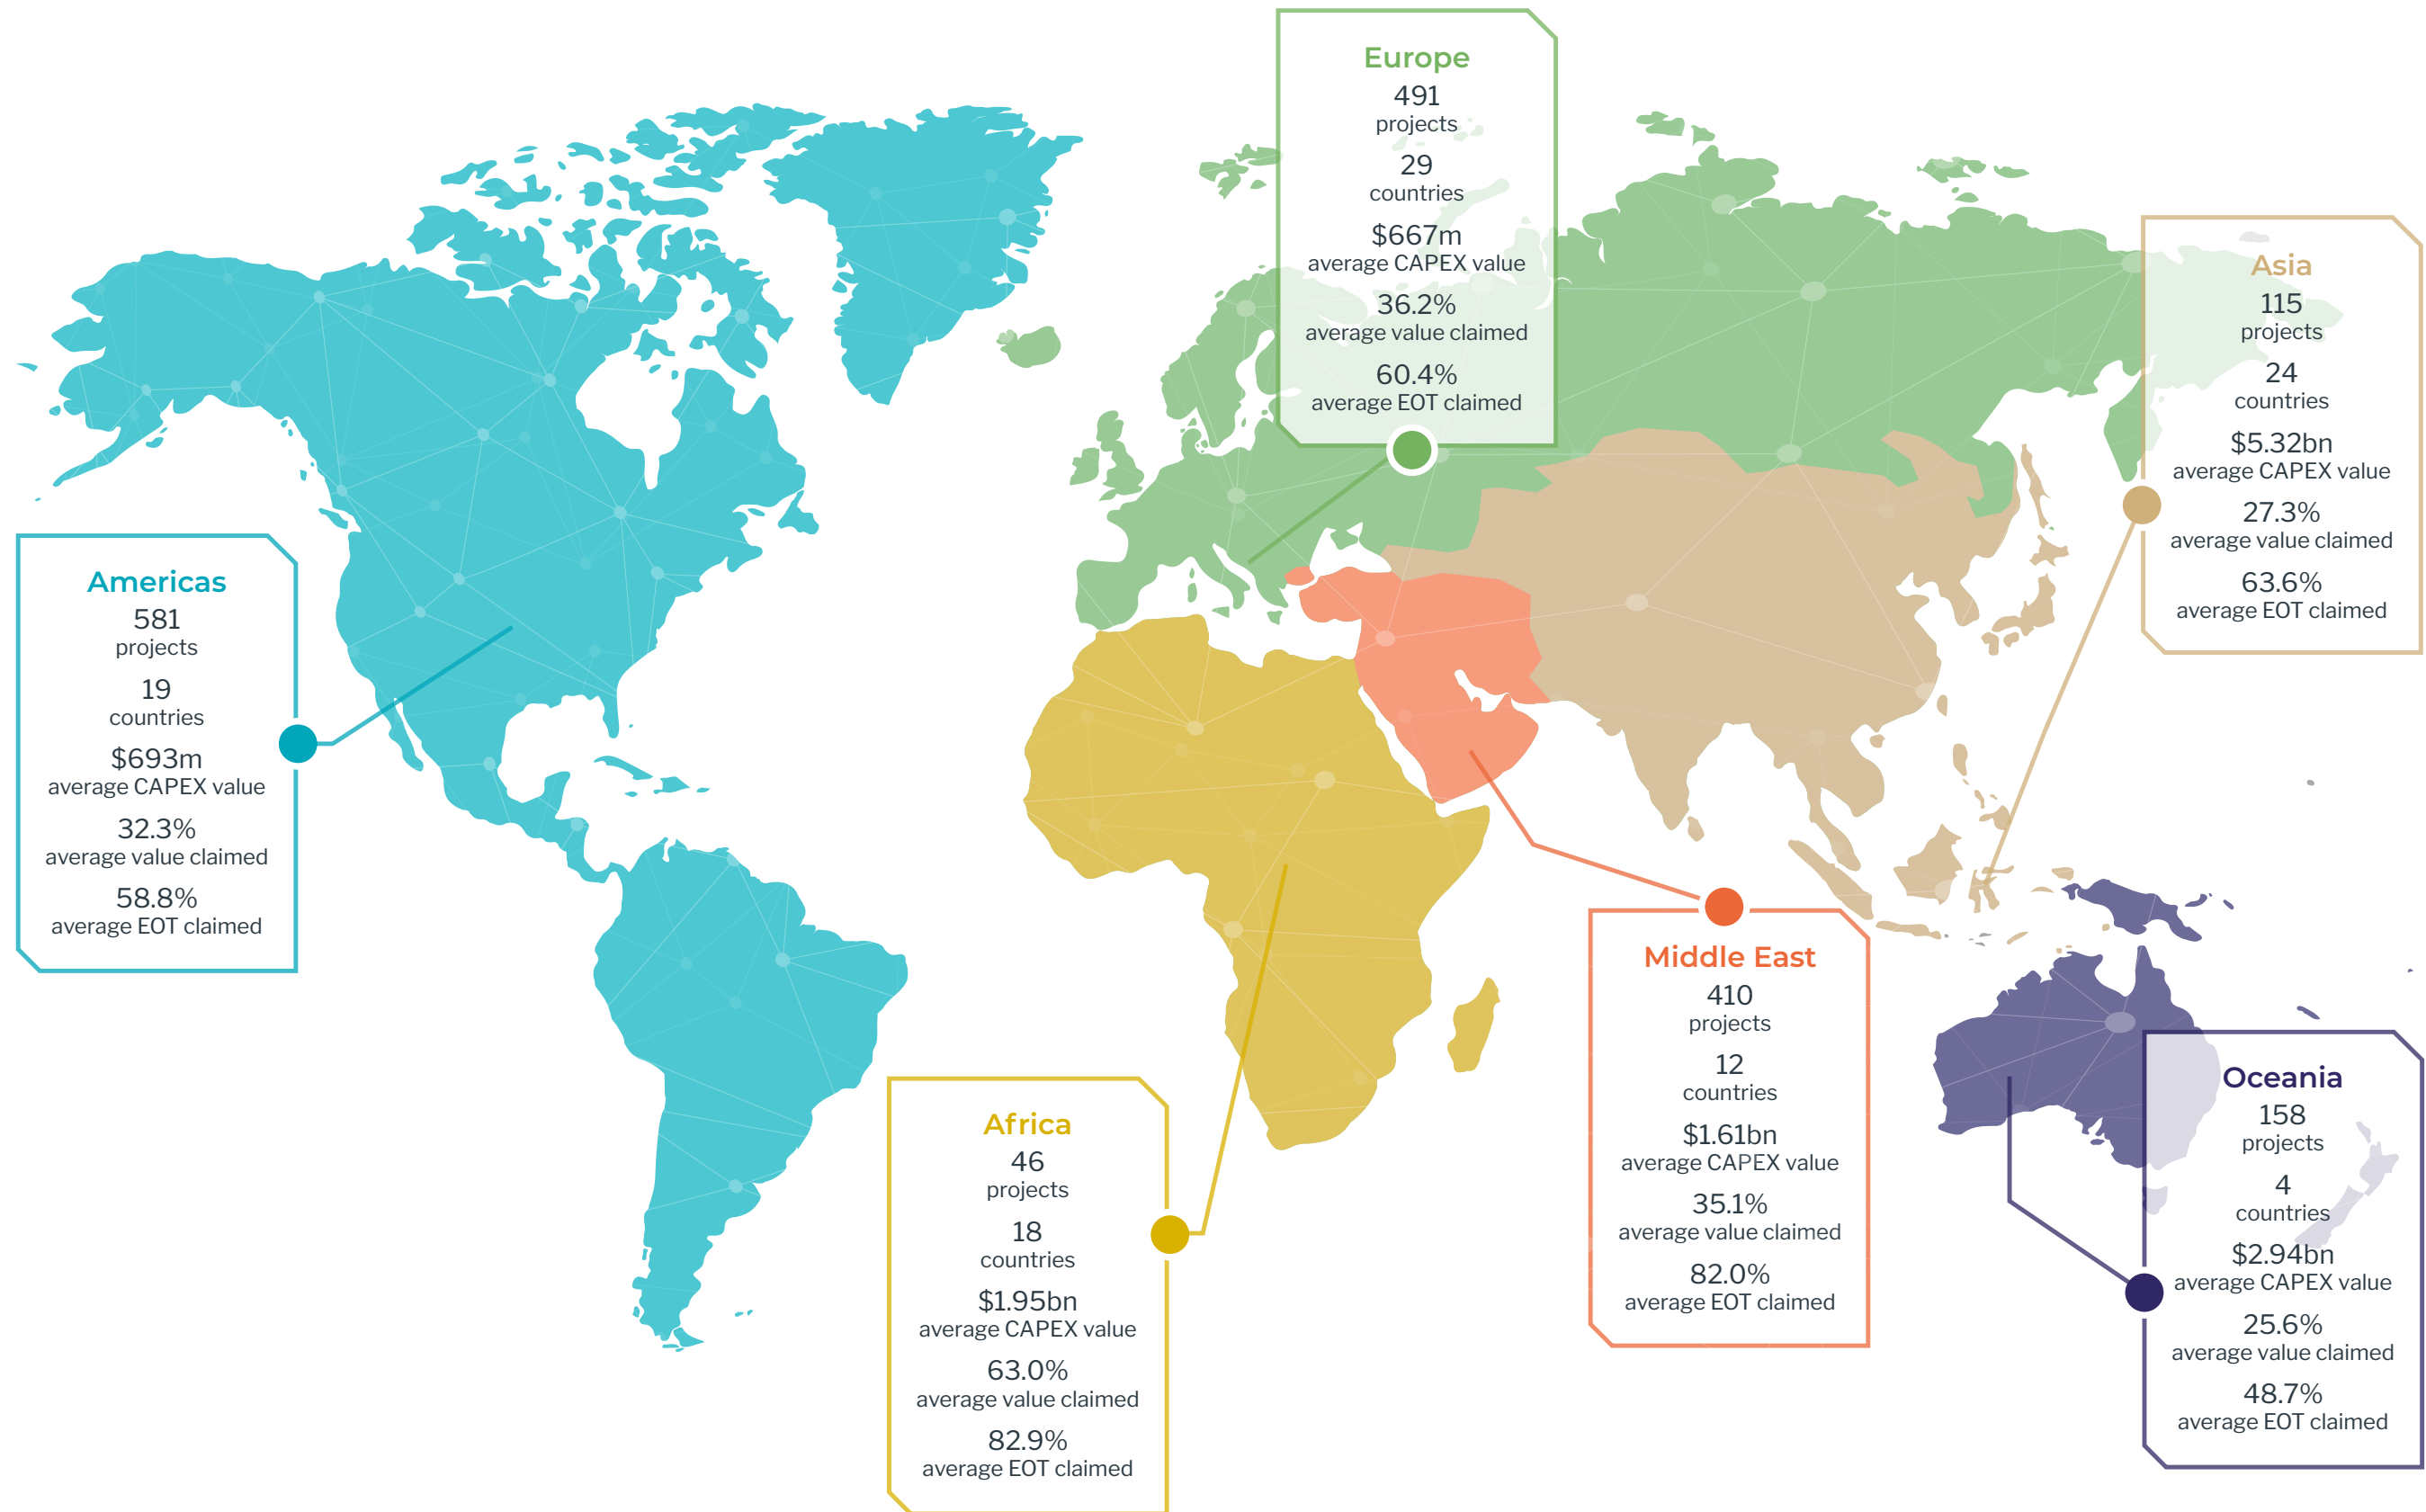 Europe
491
projects
29
countries
$667m
average CAPEX value
36.2%
average value claimed
60.4%
average EOT claimed
Asia
115
projects
24
countries
$5.32bn
average CAPEX value
27.3%
average value claimed
63.6%
average EOT claimed
Americas
581
projects
19
countries
$693m
average CAPEX value
32.3%
average value claimed
58.8%
average EOT claimed
Middle East
410
projects
12
countries
$1.61bn
average CAPEX value
35.1%
average value claimed
82.0%
average EOT claimed
Oceania
158
projects
4
countries
$2.94bn
average CAPEX value
25.6%
average value claimed
48.7%
average EOT claimed
Africa
46
projects
18
countries
$1.95bn
average CAPEX value
63.0%
average value claimed
82.9%
average EOT claimed